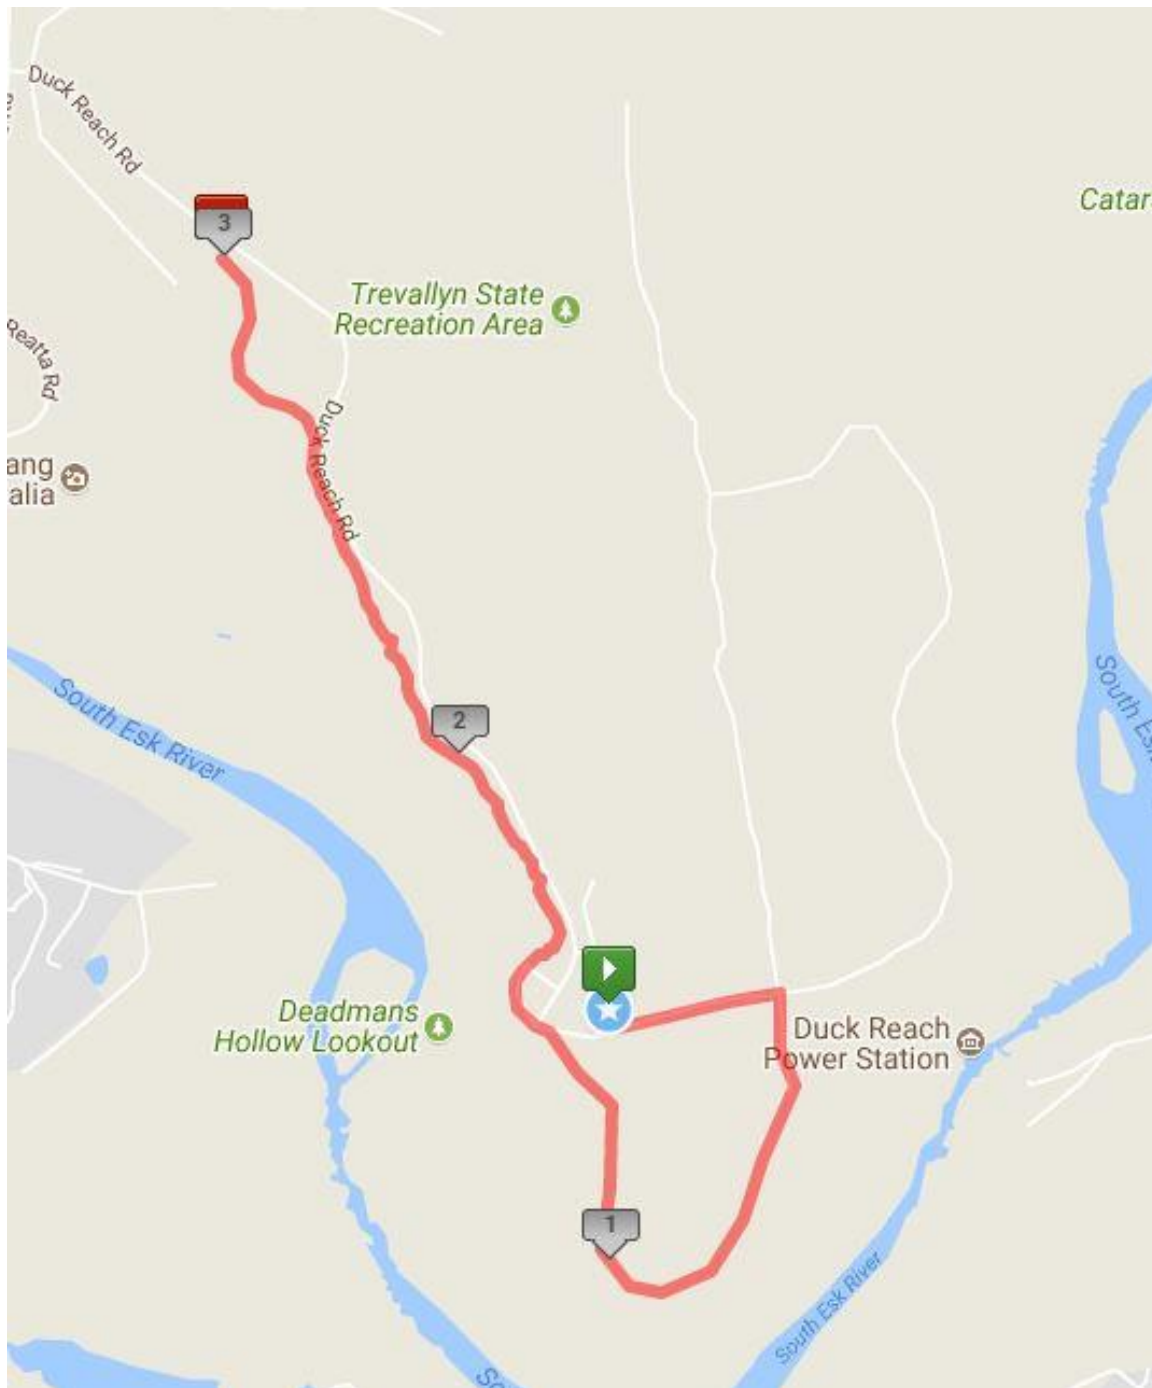 Duck Reach Rd
Catar
3
Trevallyn State
Recreation Area
Reatta Rd
Duck Reach Rd
ang
alia
South Esk River
South Es
2
Deadmans
Hollow Lookout
Duck Reach
Power Station
1
South Esk River
So